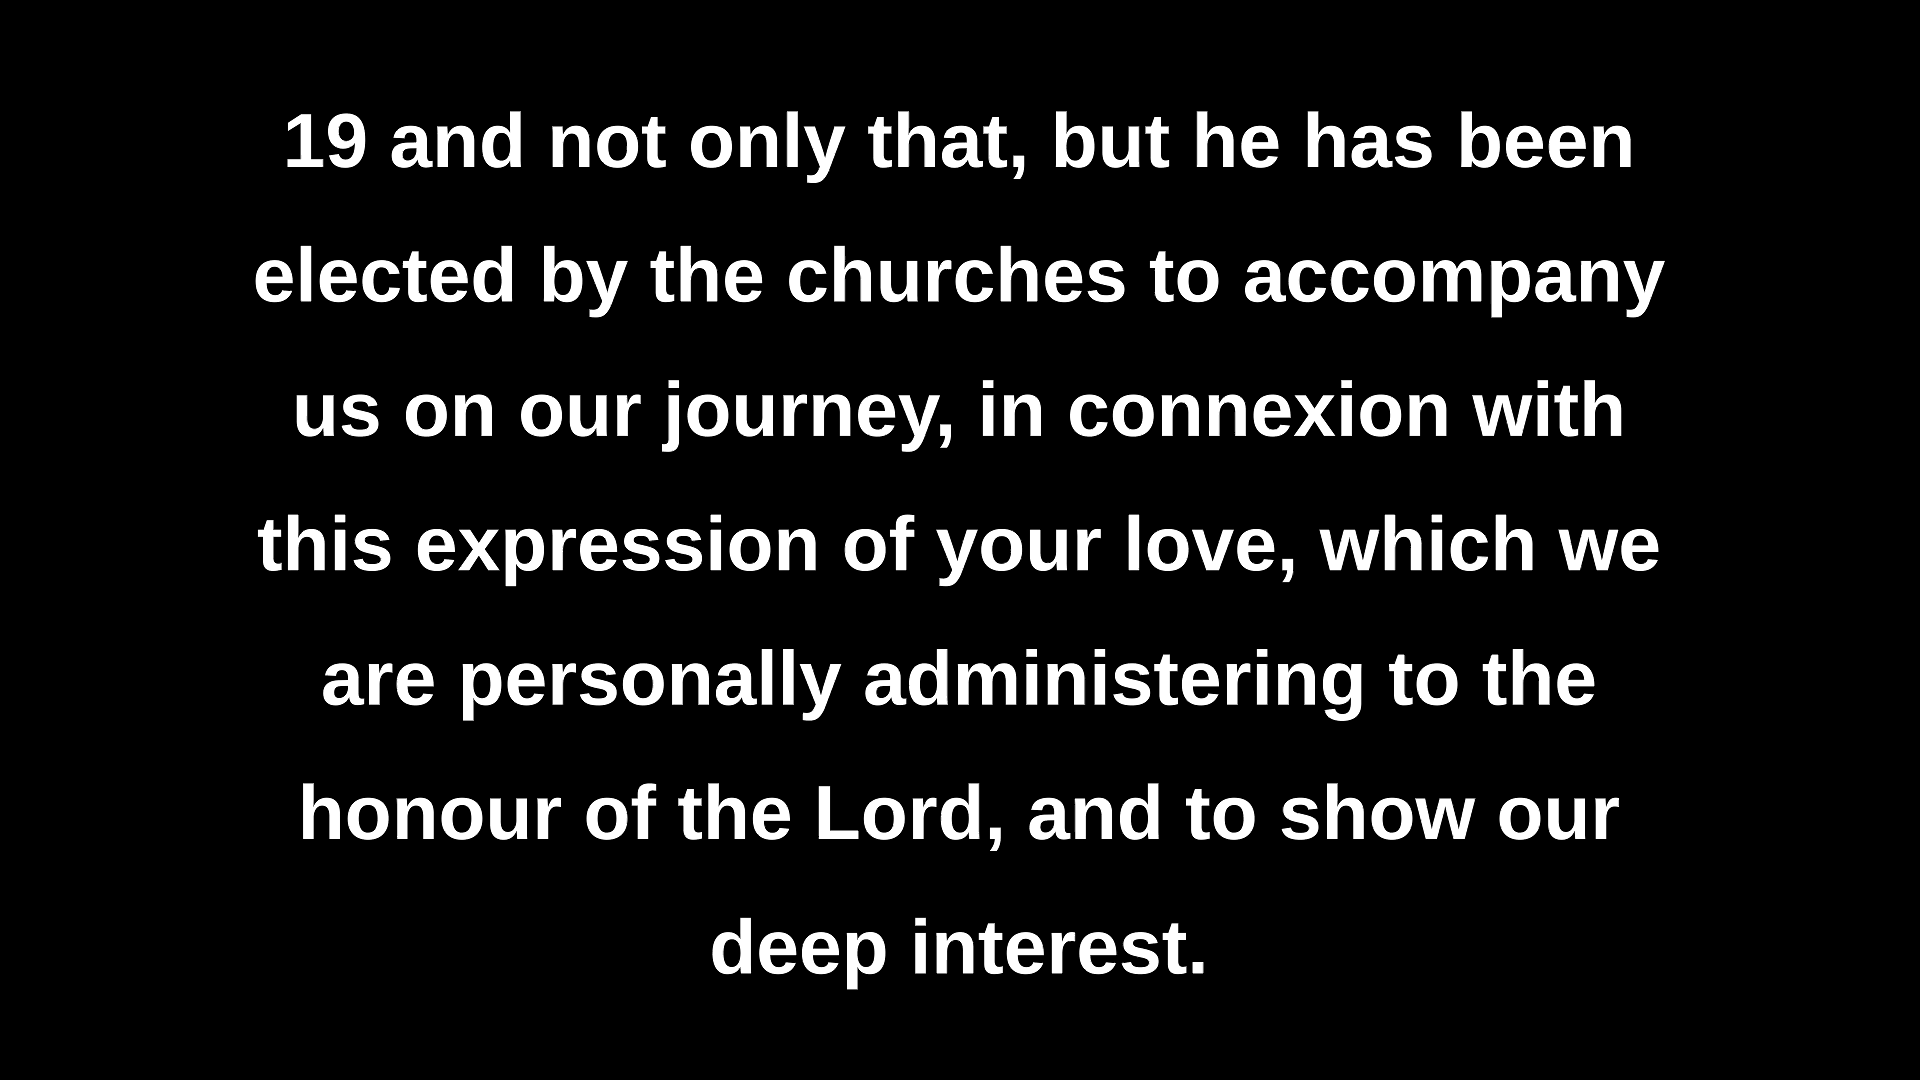 19 and not only that, but he has been
elected by the churches to accompany
us on our journey, in connexion with
this expression of your love, which we
are personally administering to the
honour of the Lord, and to show our
deep interest.